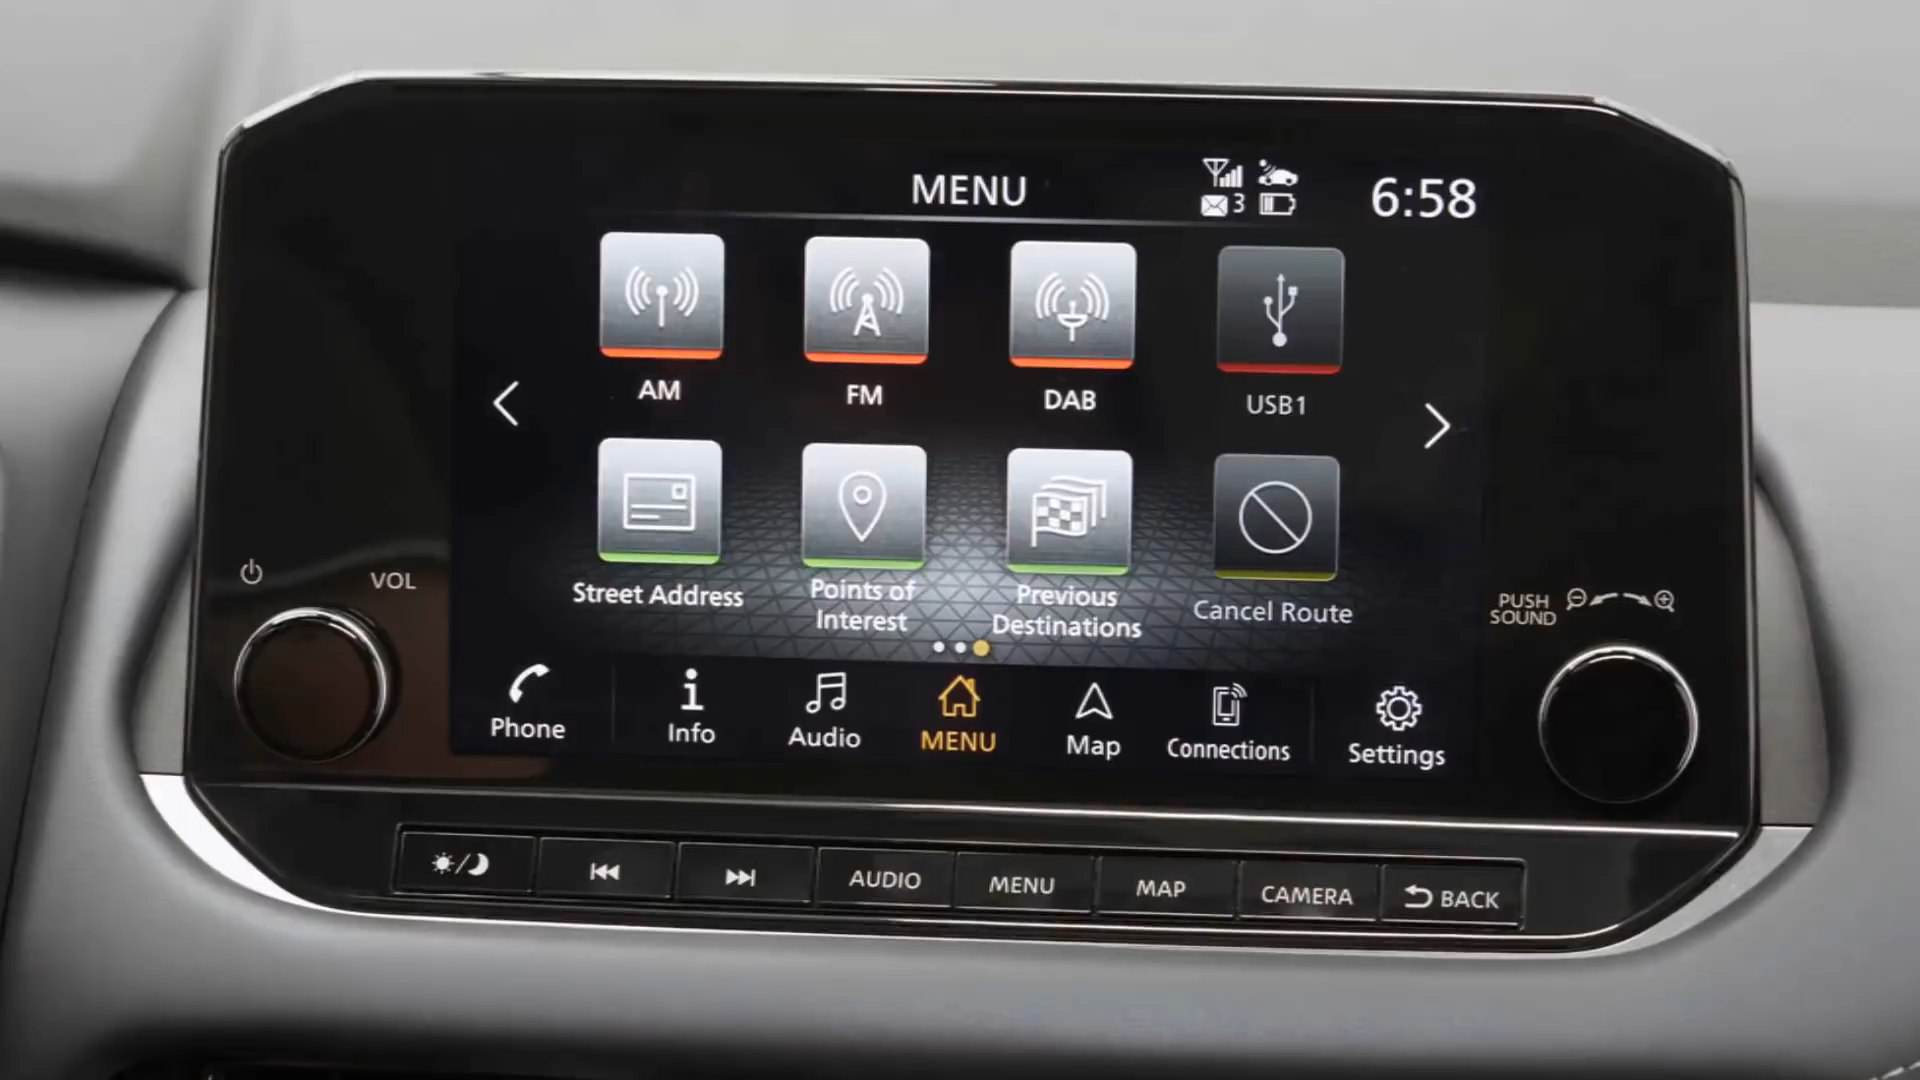 MENU
3
6:58
AM
FM
DAB
USB1
Street Address
Points of
Interest
Previous
Destinations
Cancel Route
Phone
Info
Audio
MENU
Map
Connections
Settings
VOL
PUSH
SOUND
AUDIO
MENU
MAP
CAMERA
BACK